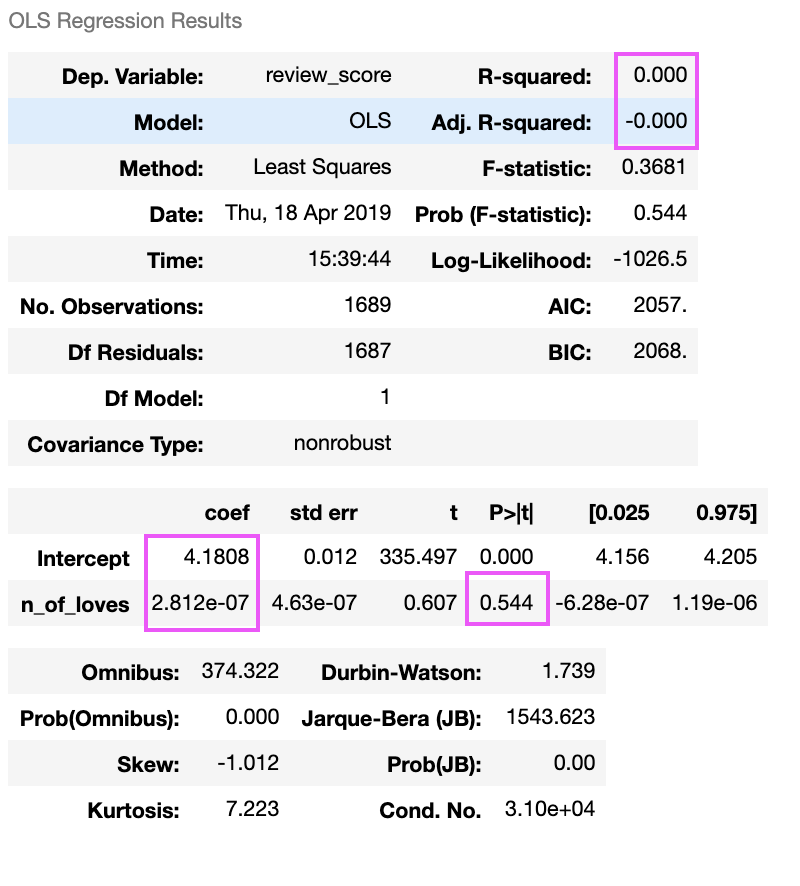 OLS Regression Results
Dep. Variable: review_score R-squared: 0.000
Model: OLS Adj. R-squared: -0.000
Method: Least Squares F-statistic: 0.3681
Date: Thu, 18 Apr 2019 Prob (F-statistic): 0.544
Time: 15:39:44 Log-Likelihood: -1026.5
No. Observations: 1689 AIC: 2057.
Df Residuals: 1687 BIC: 2068.
Df Model: 1
Covariance Type: nonrobust
coef std err t P>|t| [0.025 0.975]
Intercept 4.1808 0.012 335.497 0.000 4.156 4.205
n_of_loves 2.812e-07 4.63e-07 0.607 0.544 -6.28e-07 1.19e-06
Omnibus: 374.322 Durbin-Watson: 1.739
Prob(Omnibus): 0.000 Jarque-Bera (JB): 1543.623
Skew: -1.012 Prob(JB): 0.00
Kurtosis: 7.223 Cond. No. 3.10e+04